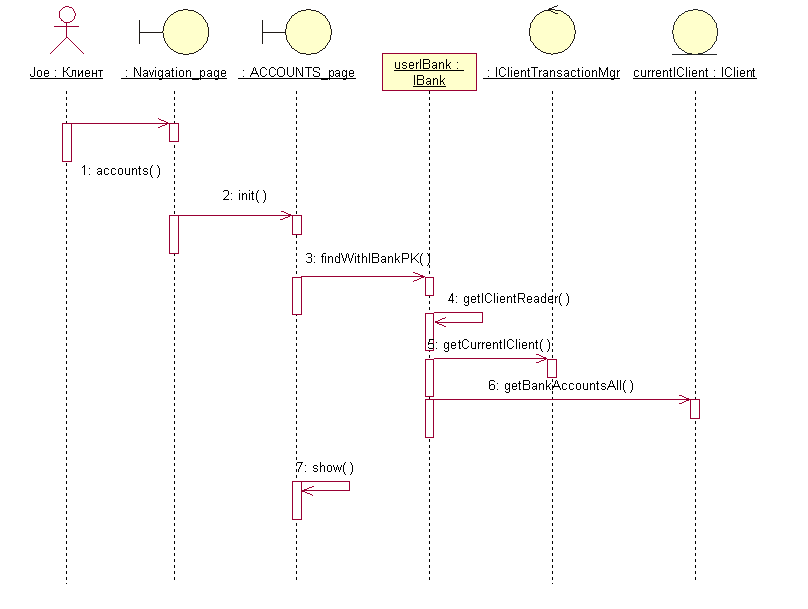 Joe : Клиент
: Navigation_page
: ACCOUNTS_page
userIBank :
IBank
: IClientTransactionMgr
currentIClient : IClient
1: accounts( )
2: init( )
3: findWithIBankPK( )
4: getIClientReader( )
5: getCurrentIClient( )
6: getBankAccountsAll( )
7: show( )